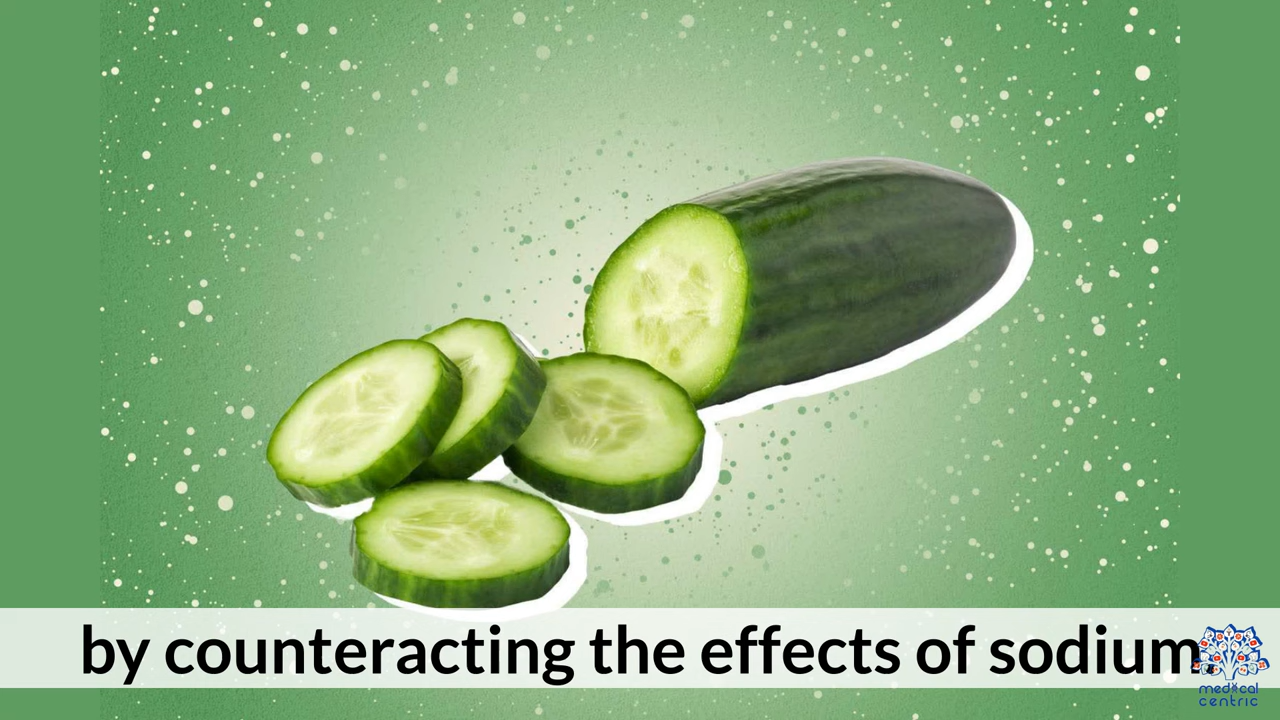 by counteracting the effects of sodium.
medical
centric